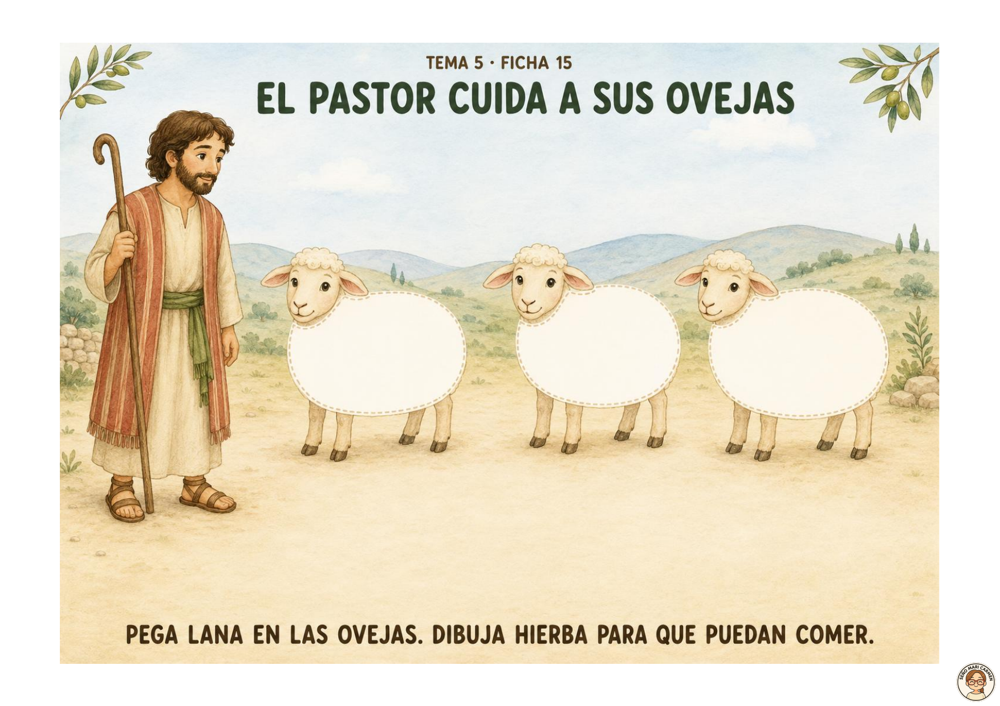 TEMA 5 · FICHA 15
EL PASTOR CUIDA A SUS OVEJAS
PEGA LANA EN LAS OVEJAS. DIBUJA HIERBA PARA QUE PUEDAN COMER.
SEÑO MARI CARMEN